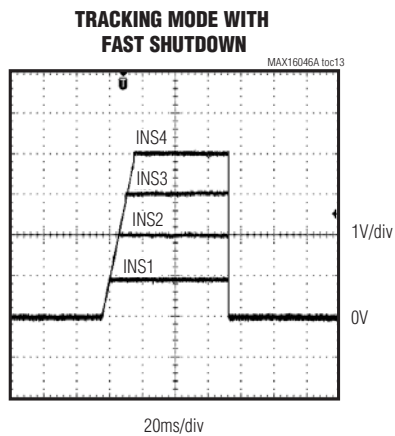 TRACKING MODE WITH
FAST SHUTDOWN
MAX16046A toc13
T
INS4
INS3
INS2
INS1
1V/div
0V
20ms/div